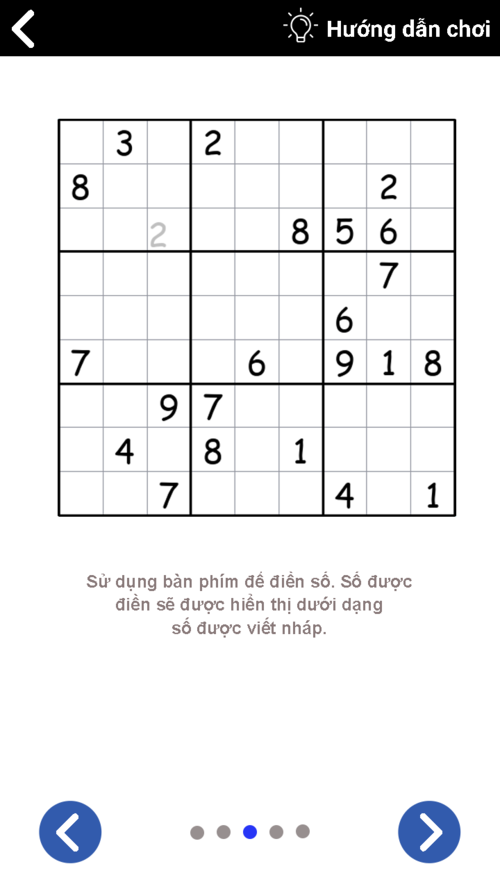 Hướng dẫn chơi
3 2
8 2
2 8 5 6
7
6
7 6 9 1 8
9 7
4 8 1
7 4 1
Sử dụng bàn phím để điền số. Số được
điền sẽ được hiển thị dưới dạng
số được viết nháp.